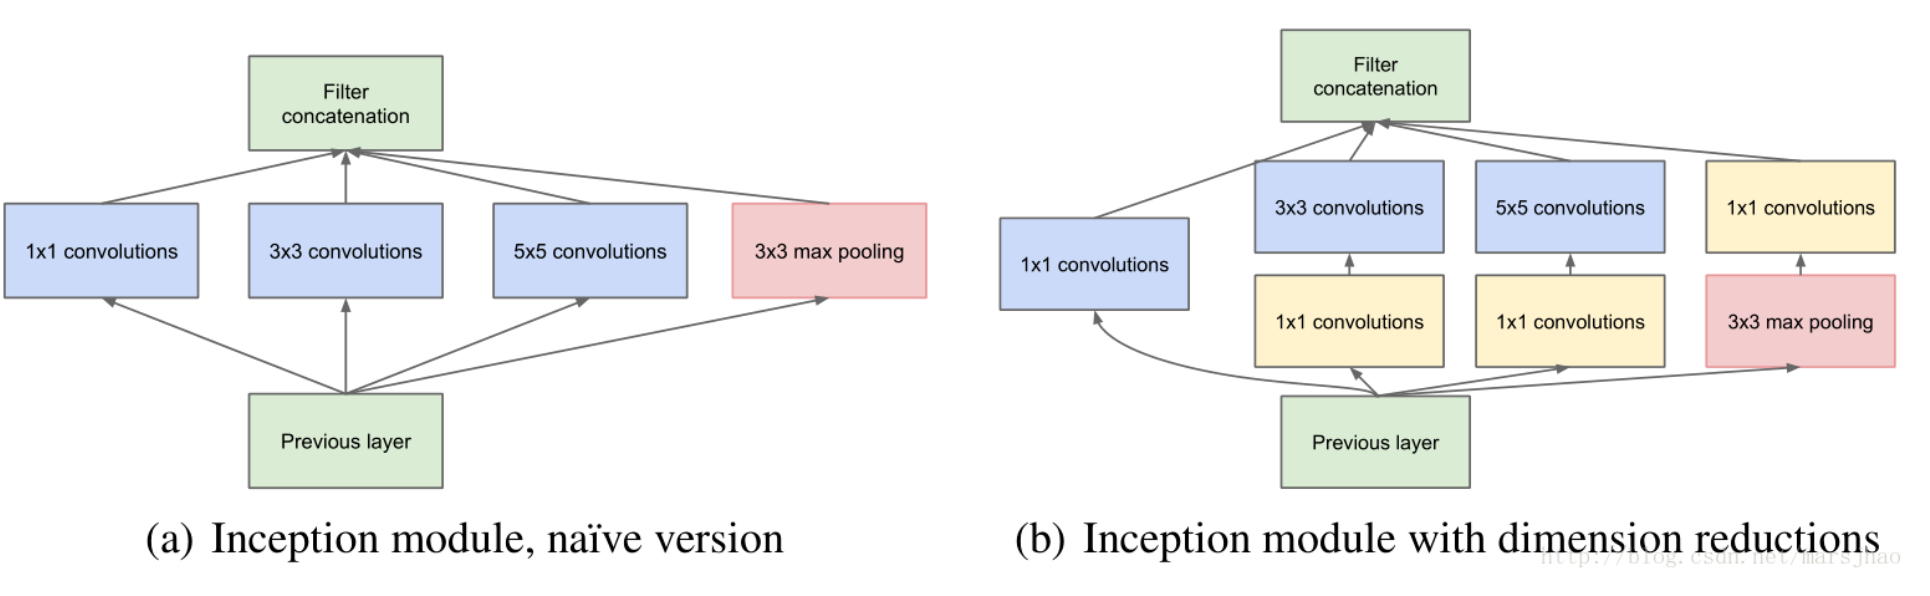 Filter
concatenation
1x1 convolutions
3x3 convolutions
5x5 convolutions
3x3 max pooling
Previous layer
(a) Inception module, naïve version
Filter
concatenation
3x3 convolutions
5x5 convolutions
1x1 convolutions
1x1 convolutions
1x1 convolutions
1x1 convolutions
3x3 max pooling
Previous layer
(b) Inception module with dimension reductions
http://blog.csdn.net/marsjhao